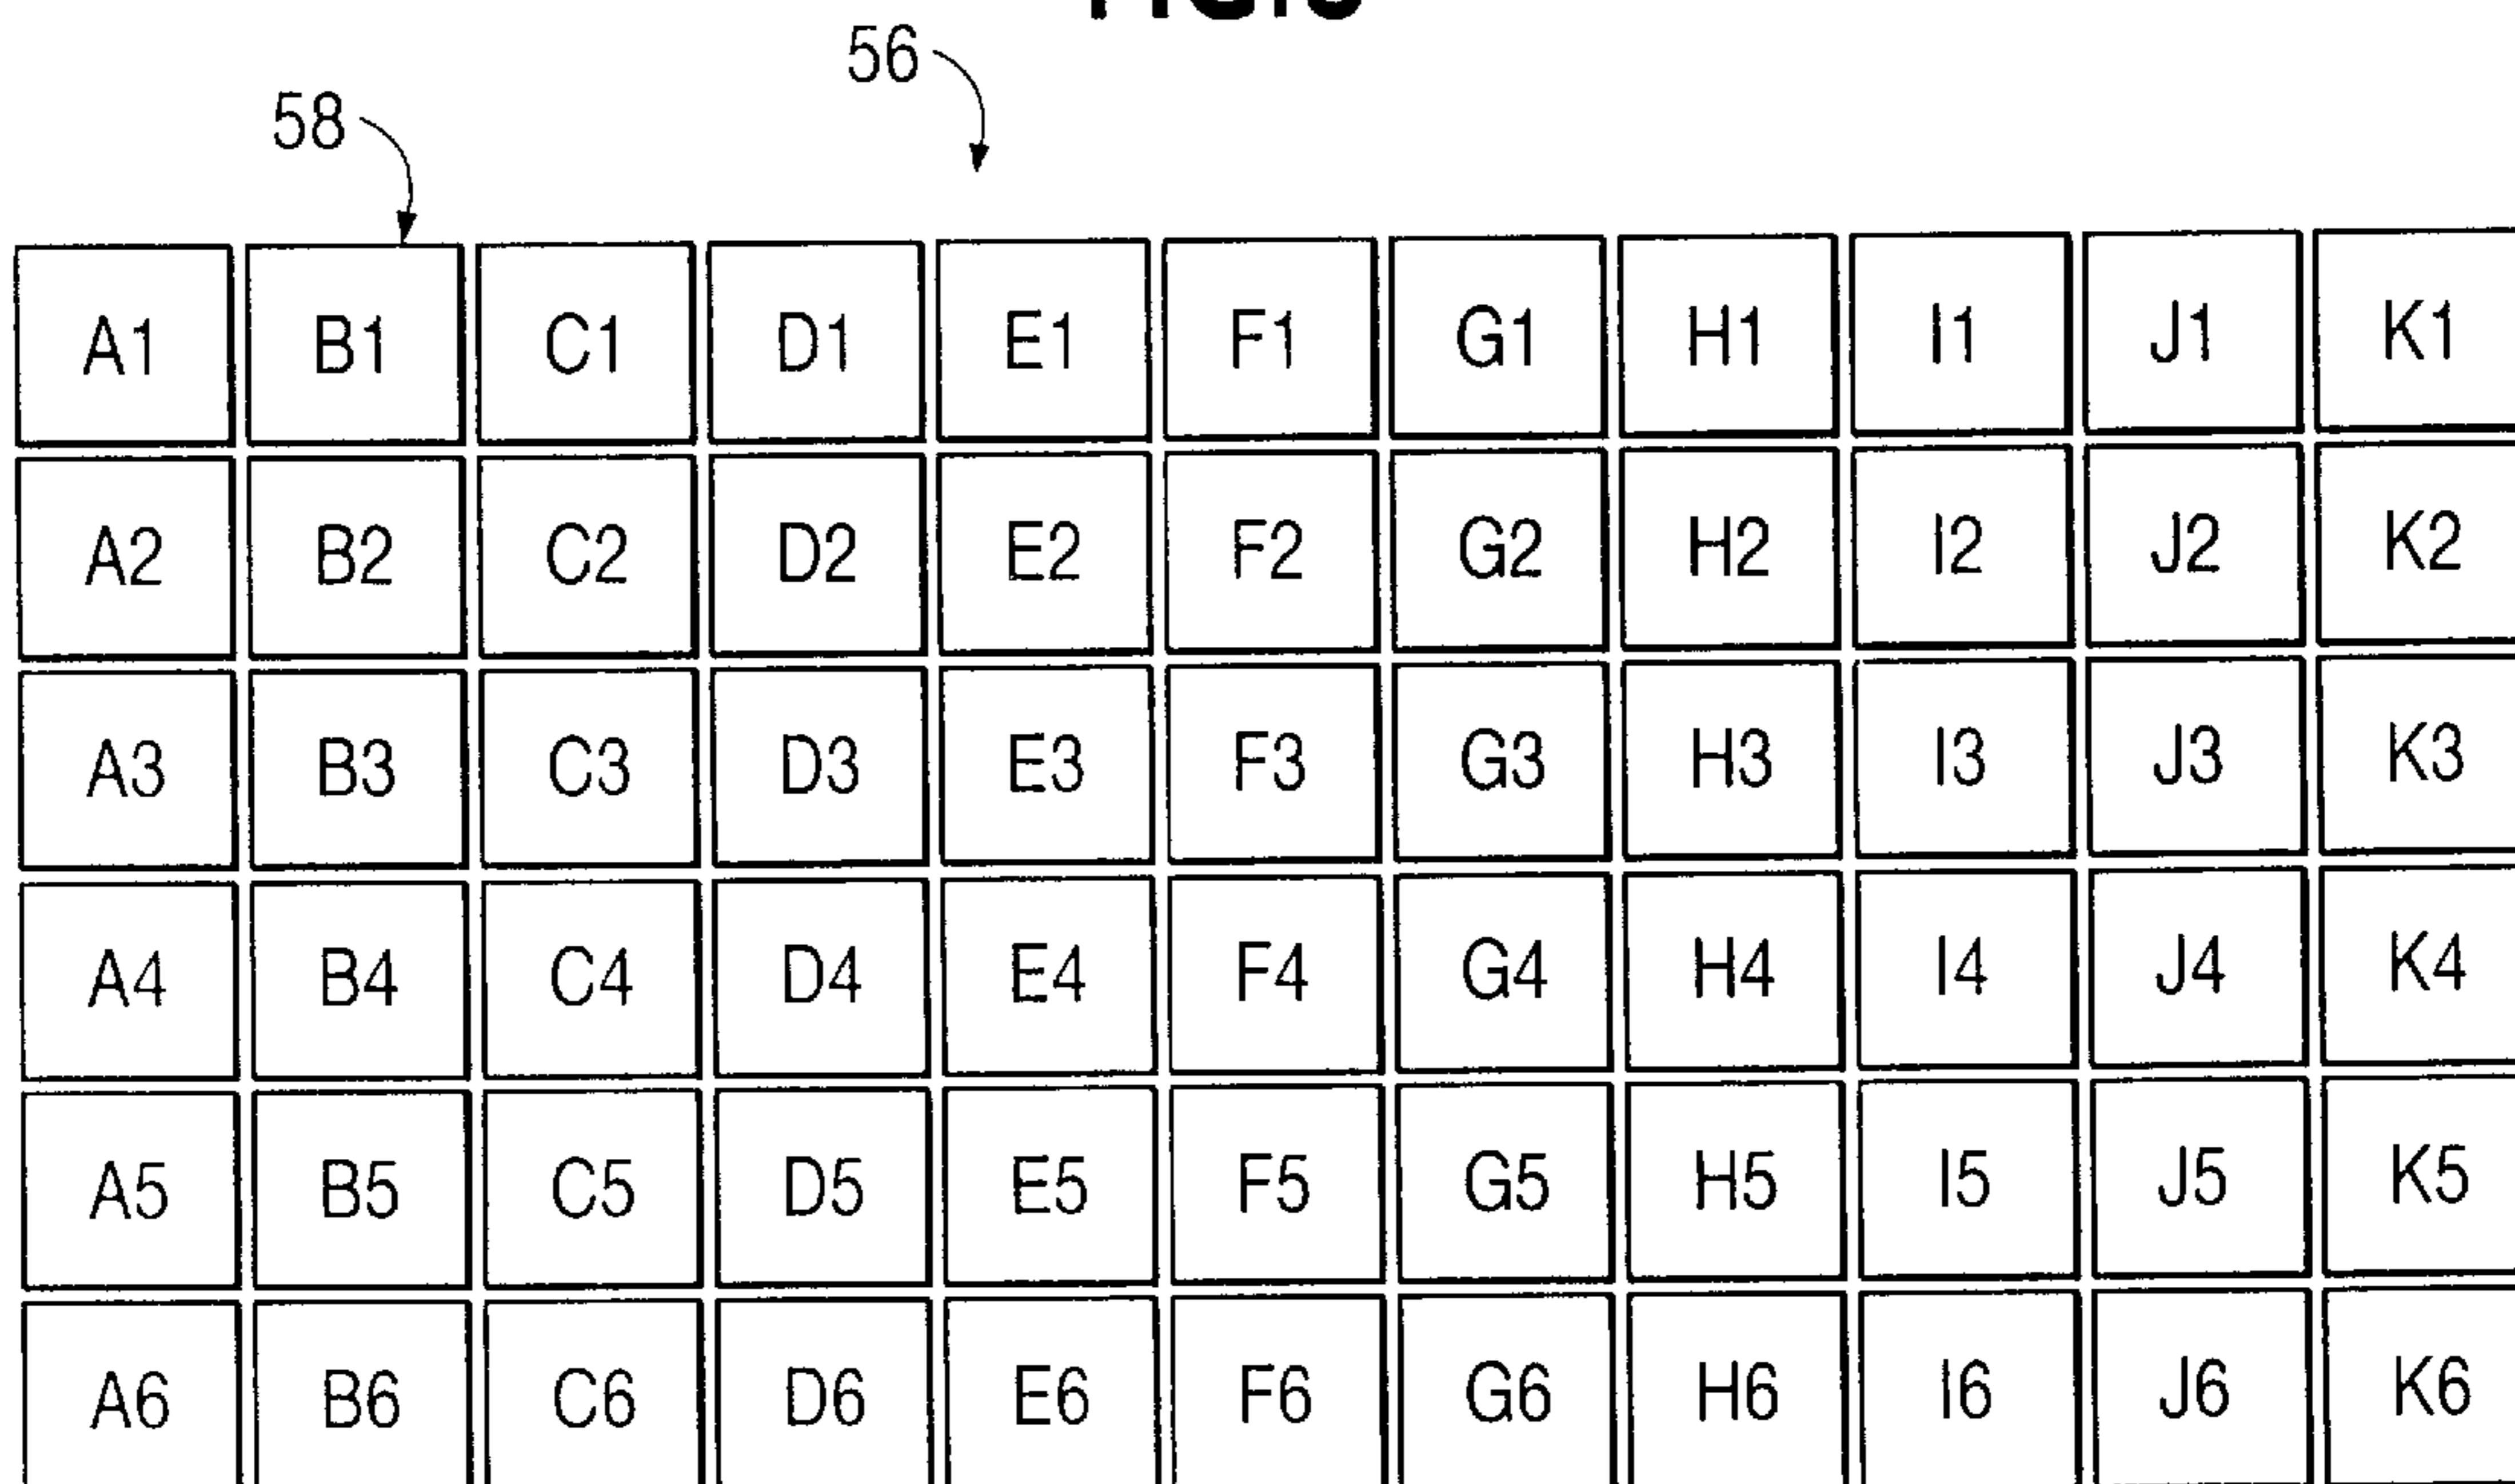 56
58
A1 B1 C1 D1 E1 F1 G1 H1 I1 J1 K1
A2 B2 C2 D2 E2 F2 G2 H2 I2 J2 K2
A3 B3 C3 D3 E3 F3 G3 H3 I3 J3 K3
A4 B4 C4 D4 E4 F4 G4 H4 I4 J4 K4
A5 B5 C5 D5 E5 F5 G5 H5 I5 J5 K5
A6 B6 C6 D6 E6 F6 G6 H6 I6 J6 K6